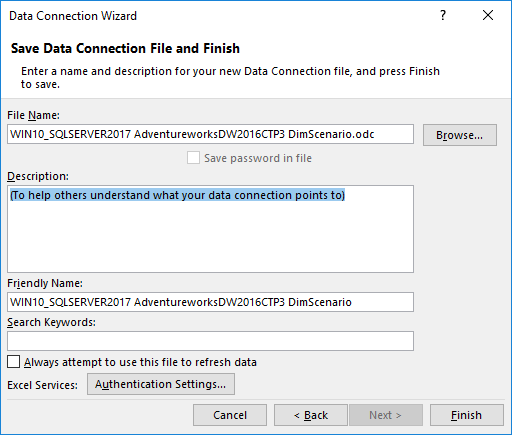 Data Connection Wizard
Save Data Connection File and Finish
Enter a name and description for your new Data Connection file, and press Finish
to save.
File Name:
WIN10_SQLSERVER2017 AdventureworksDW2016CTP3 DimScenario.odc
Browse...
Save password in file
Description:
(To help others understand what your data connection points to)
Friendly Name:
WIN10_SQLSERVER2017 AdventureworksDW2016CTP3 DimScenario
Search Keywords:
Always attempt to use this file to refresh data
Excel Services:
Authentication Settings...
Cancel
< Back
Next >
Finish